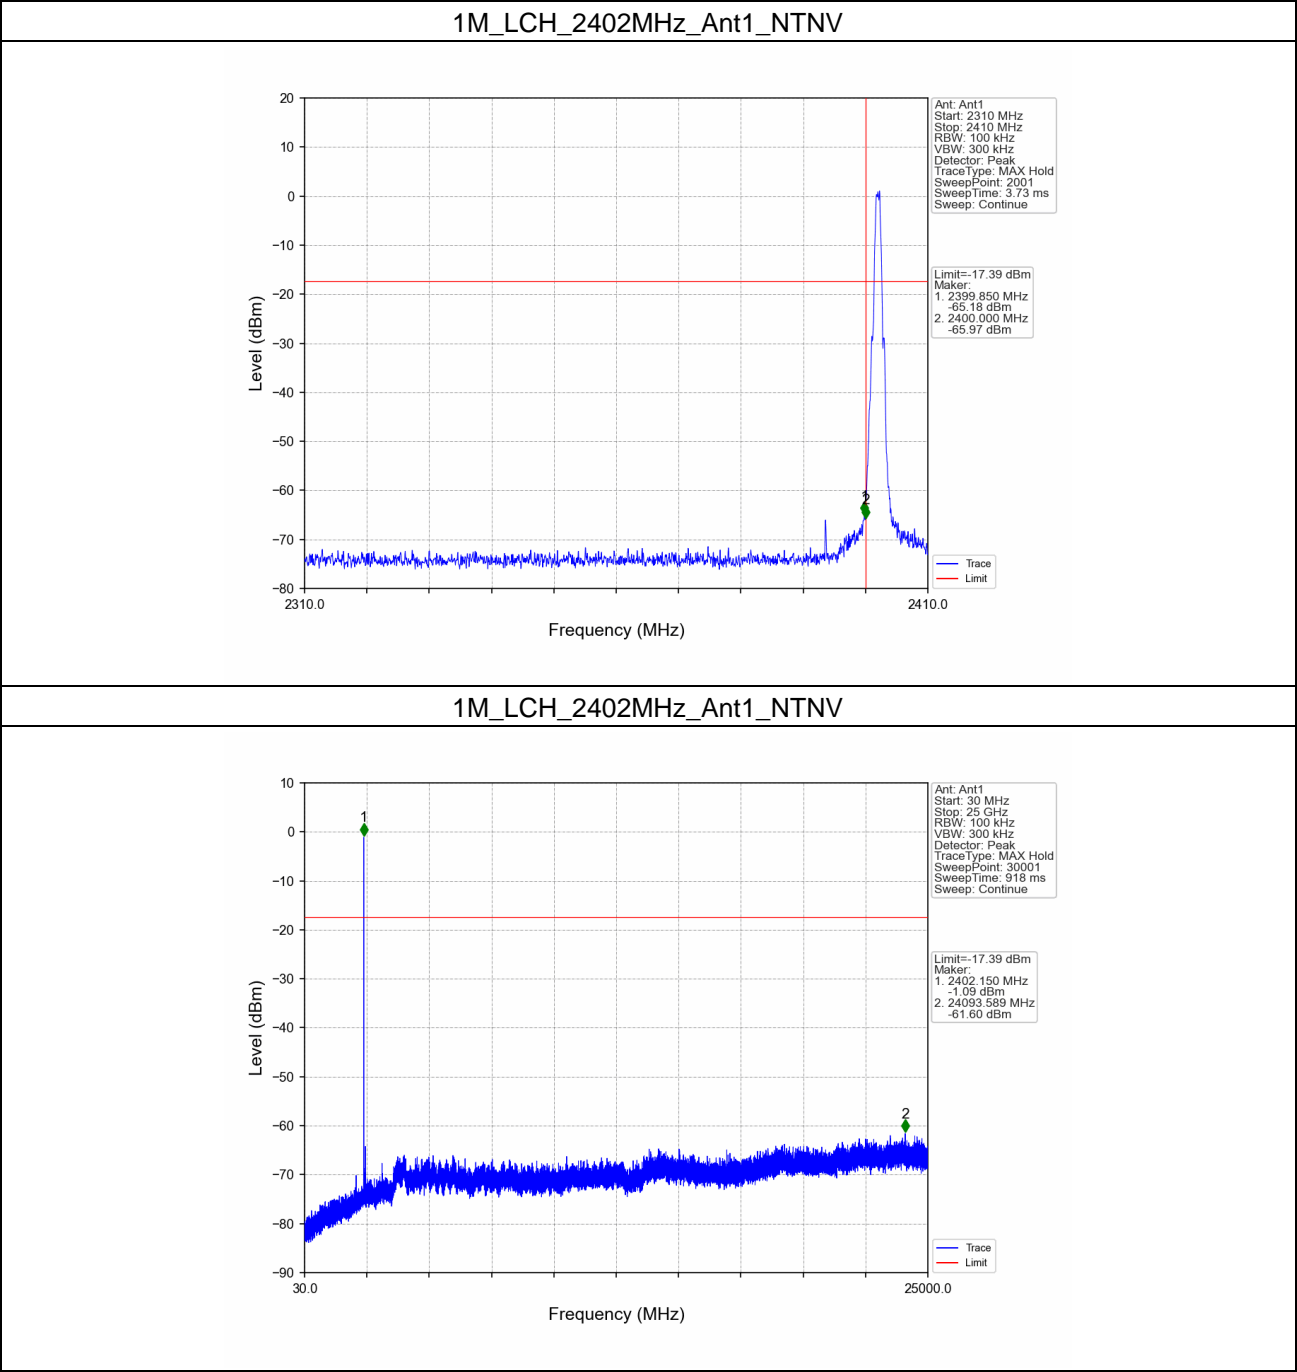 1M_LCH_2402MHz_Ant1_NTNV
20
10
0
−10
−20
−30
−40
−50
−60
−70
−80
Level (dBm)
2310.0
2410.0
Frequency (MHz)
2
Ant: Ant1
Start: 2310 MHz
Stop: 2410 MHz
RBW: 100 kHz
VBW: 300 kHz
Detector: Peak
TraceType: MAX Hold
SweepPoint: 2001
SweepTime: 3.73 ms
Sweep: Continue
Limit=-17.39 dBm
Maker:
1. 2399.850 MHz
-65.18 dBm
2. 2400.000 MHz
-65.97 dBm
Trace
Limit
1M_LCH_2402MHz_Ant1_NTNV
10
0
−10
−20
−30
−40
−50
−60
−70
−80
−90
Level (dBm)
30.0
25000.0
Frequency (MHz)
1
2
Ant: Ant1
Start: 30 MHz
Stop: 25 GHz
RBW: 100 kHz
VBW: 300 kHz
Detector: Peak
TraceType: MAX Hold
SweepPoint: 30001
SweepTime: 918 ms
Sweep: Continue
Limit=-17.39 dBm
Maker:
1. 2402.150 MHz
-1.09 dBm
2. 24093.589 MHz
-61.60 dBm
Trace
Limit